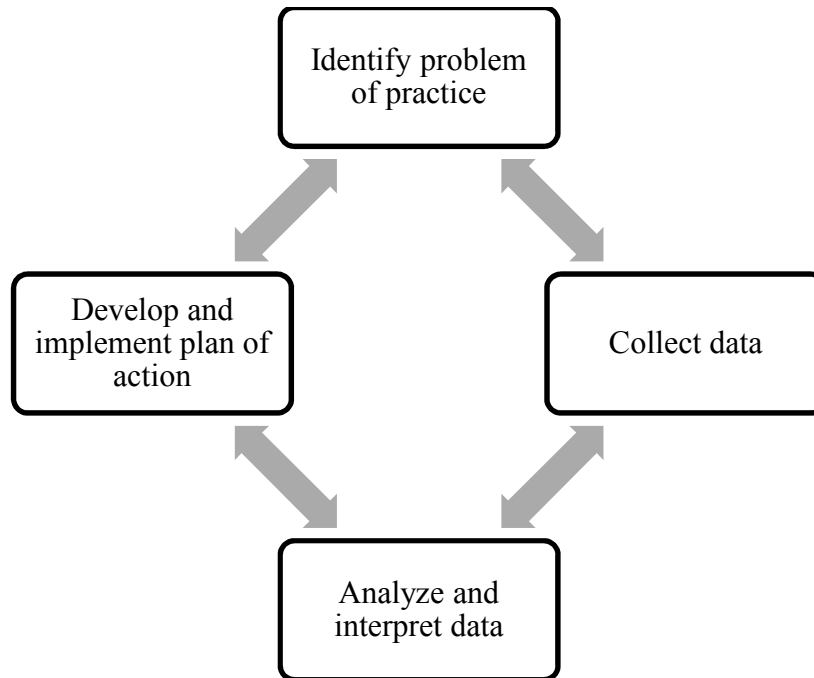 Identify problem
of practice
Develop and
implement plan of
action
Collect data
Analyze and
interpret data